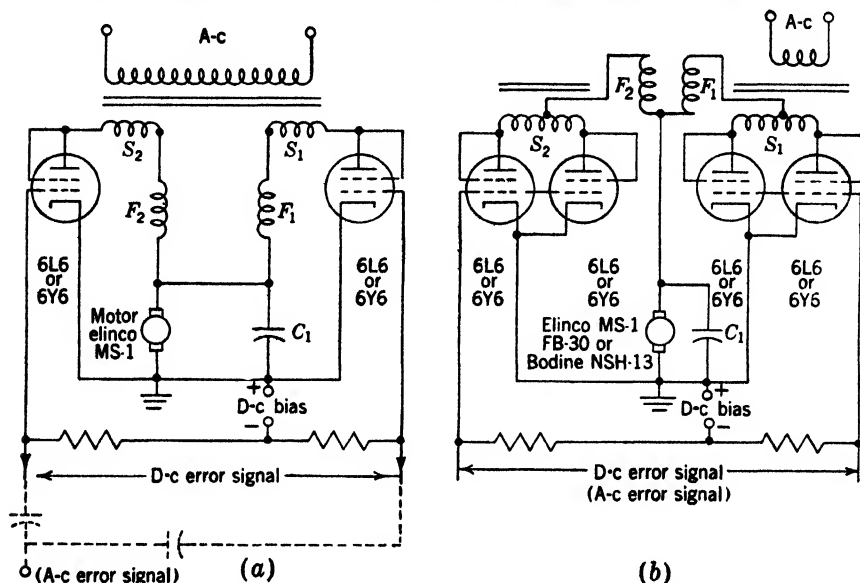 A-c
S₂
S₁
F₂
F₁
6L6
or
6Y6
6L6
or
6Y6
Motor
elinco
MS-1
C₁
+
D-c bias
−
D-c error signal
(A-c error signal)
(a)
A-c
F₂
F₁
S₂
S₁
6L6
or
6Y6
6L6
or
6Y6
6L6
or
6Y6
6L6
or
6Y6
Elinco MS-1
FB-30 or
Bodine NSH-13
C₁
+
D-c bias
−
D-c error signal
(A-c error signal)
(b)